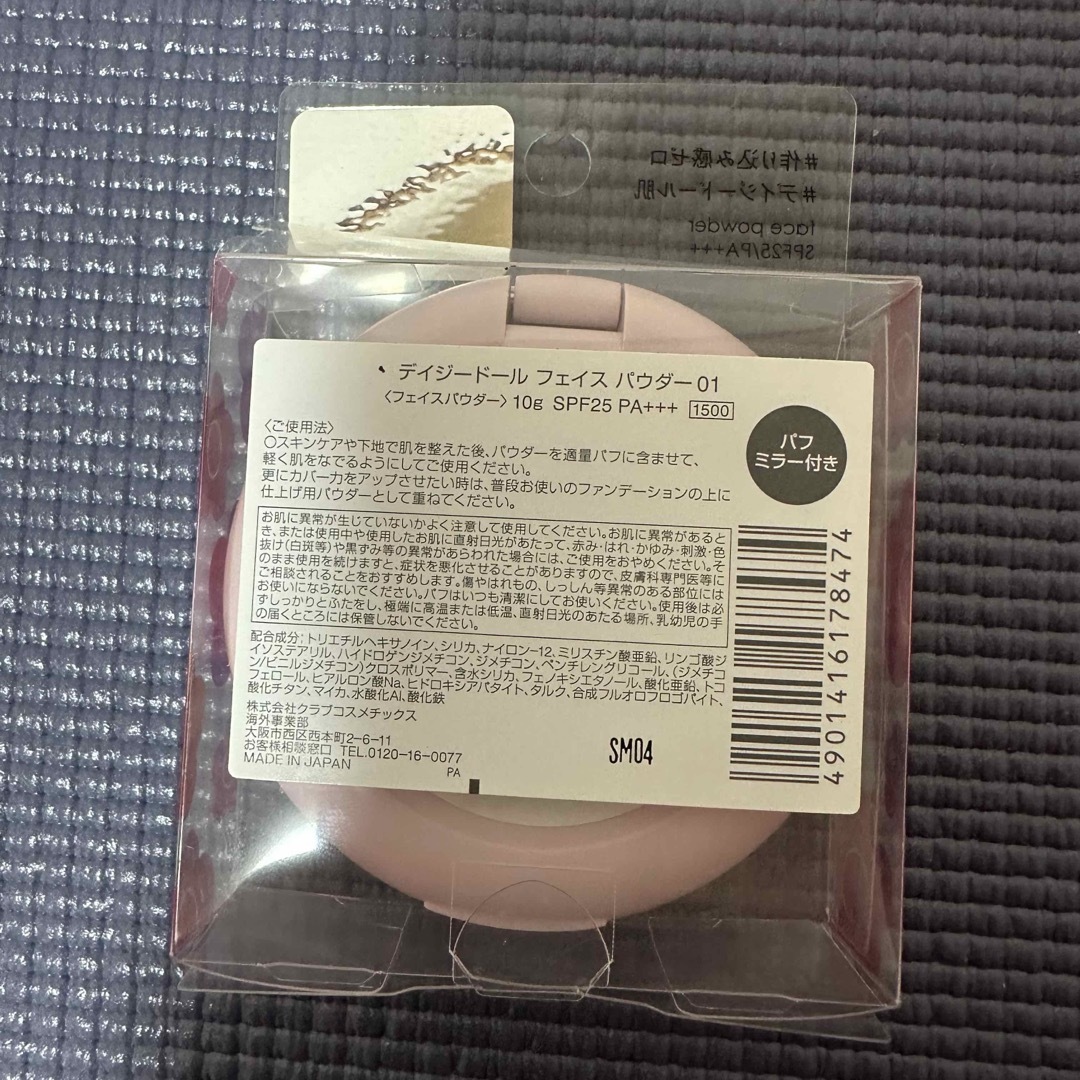 #作り込み感ゼロ
#デイジードール肌
face powder
SPF25/PA+++
デイジードール フェイス パウダー 01
〈フェイスパウダー〉10g SPF25 PA+++ 1500
パフ
ミラー付き
〈ご使用法〉
○スキンケアや下地で肌を整えた後、パウダーを適量パフに含ませて、
軽く肌をなでるようにしてご使用ください。
更にカバー力をアップさせたい時は、普段お使いのファンデーションの上に
仕上げ用パウダーとして重ねてください。
お肌に異常が生じていないかよく注意して使用してください。お肌に異常があると
き、または使用中や使用したお肌に直射日光があたって、赤み・はれ・かゆみ・刺激・色
抜け(白斑等)や黒ずみ等の異常があらわれた場合には、ご使用をおやめください。そ
のまま使用を続けますと、症状を悪化させることがありますので、皮膚科専門医等に
ご相談されることをおすすめします。傷やはれもの、しっしん等異常のある部位には
お使いにならないでください。パフはいつも清潔にしてお使いください。使用後は必
ずしっかりとふたをし、極端に高温または低温、直射日光のあたる場所、乳幼児の手
の届くところには保管しないでください。
配合成分:トリエチルヘキサノイン、シリカ、ナイロン-12、ミリスチン酸亜鉛、リンゴ酸ジ
イソステアリル、ハイドロゲンジメチコン、ジメチコン、ペンチレングリコール、(ジメチコ
ン/ビニルジメチコン)クロスポリマー、含水シリカ、フェノキシエタノール、酸化亜鉛、トコ
フェロール、ヒアルロン酸Na、ヒドロキシアパタイト、タルク、合成フルオロフロゴパイト、
酸化チタン、マイカ、水酸化Al、酸化鉄
株式会社クラブコスメチックス
海外事業部
大阪市西区西本町2-6-11
お客様相談窓口 TEL.0120-16-0077
MADE IN JAPAN
PA
SM04
4901416178474